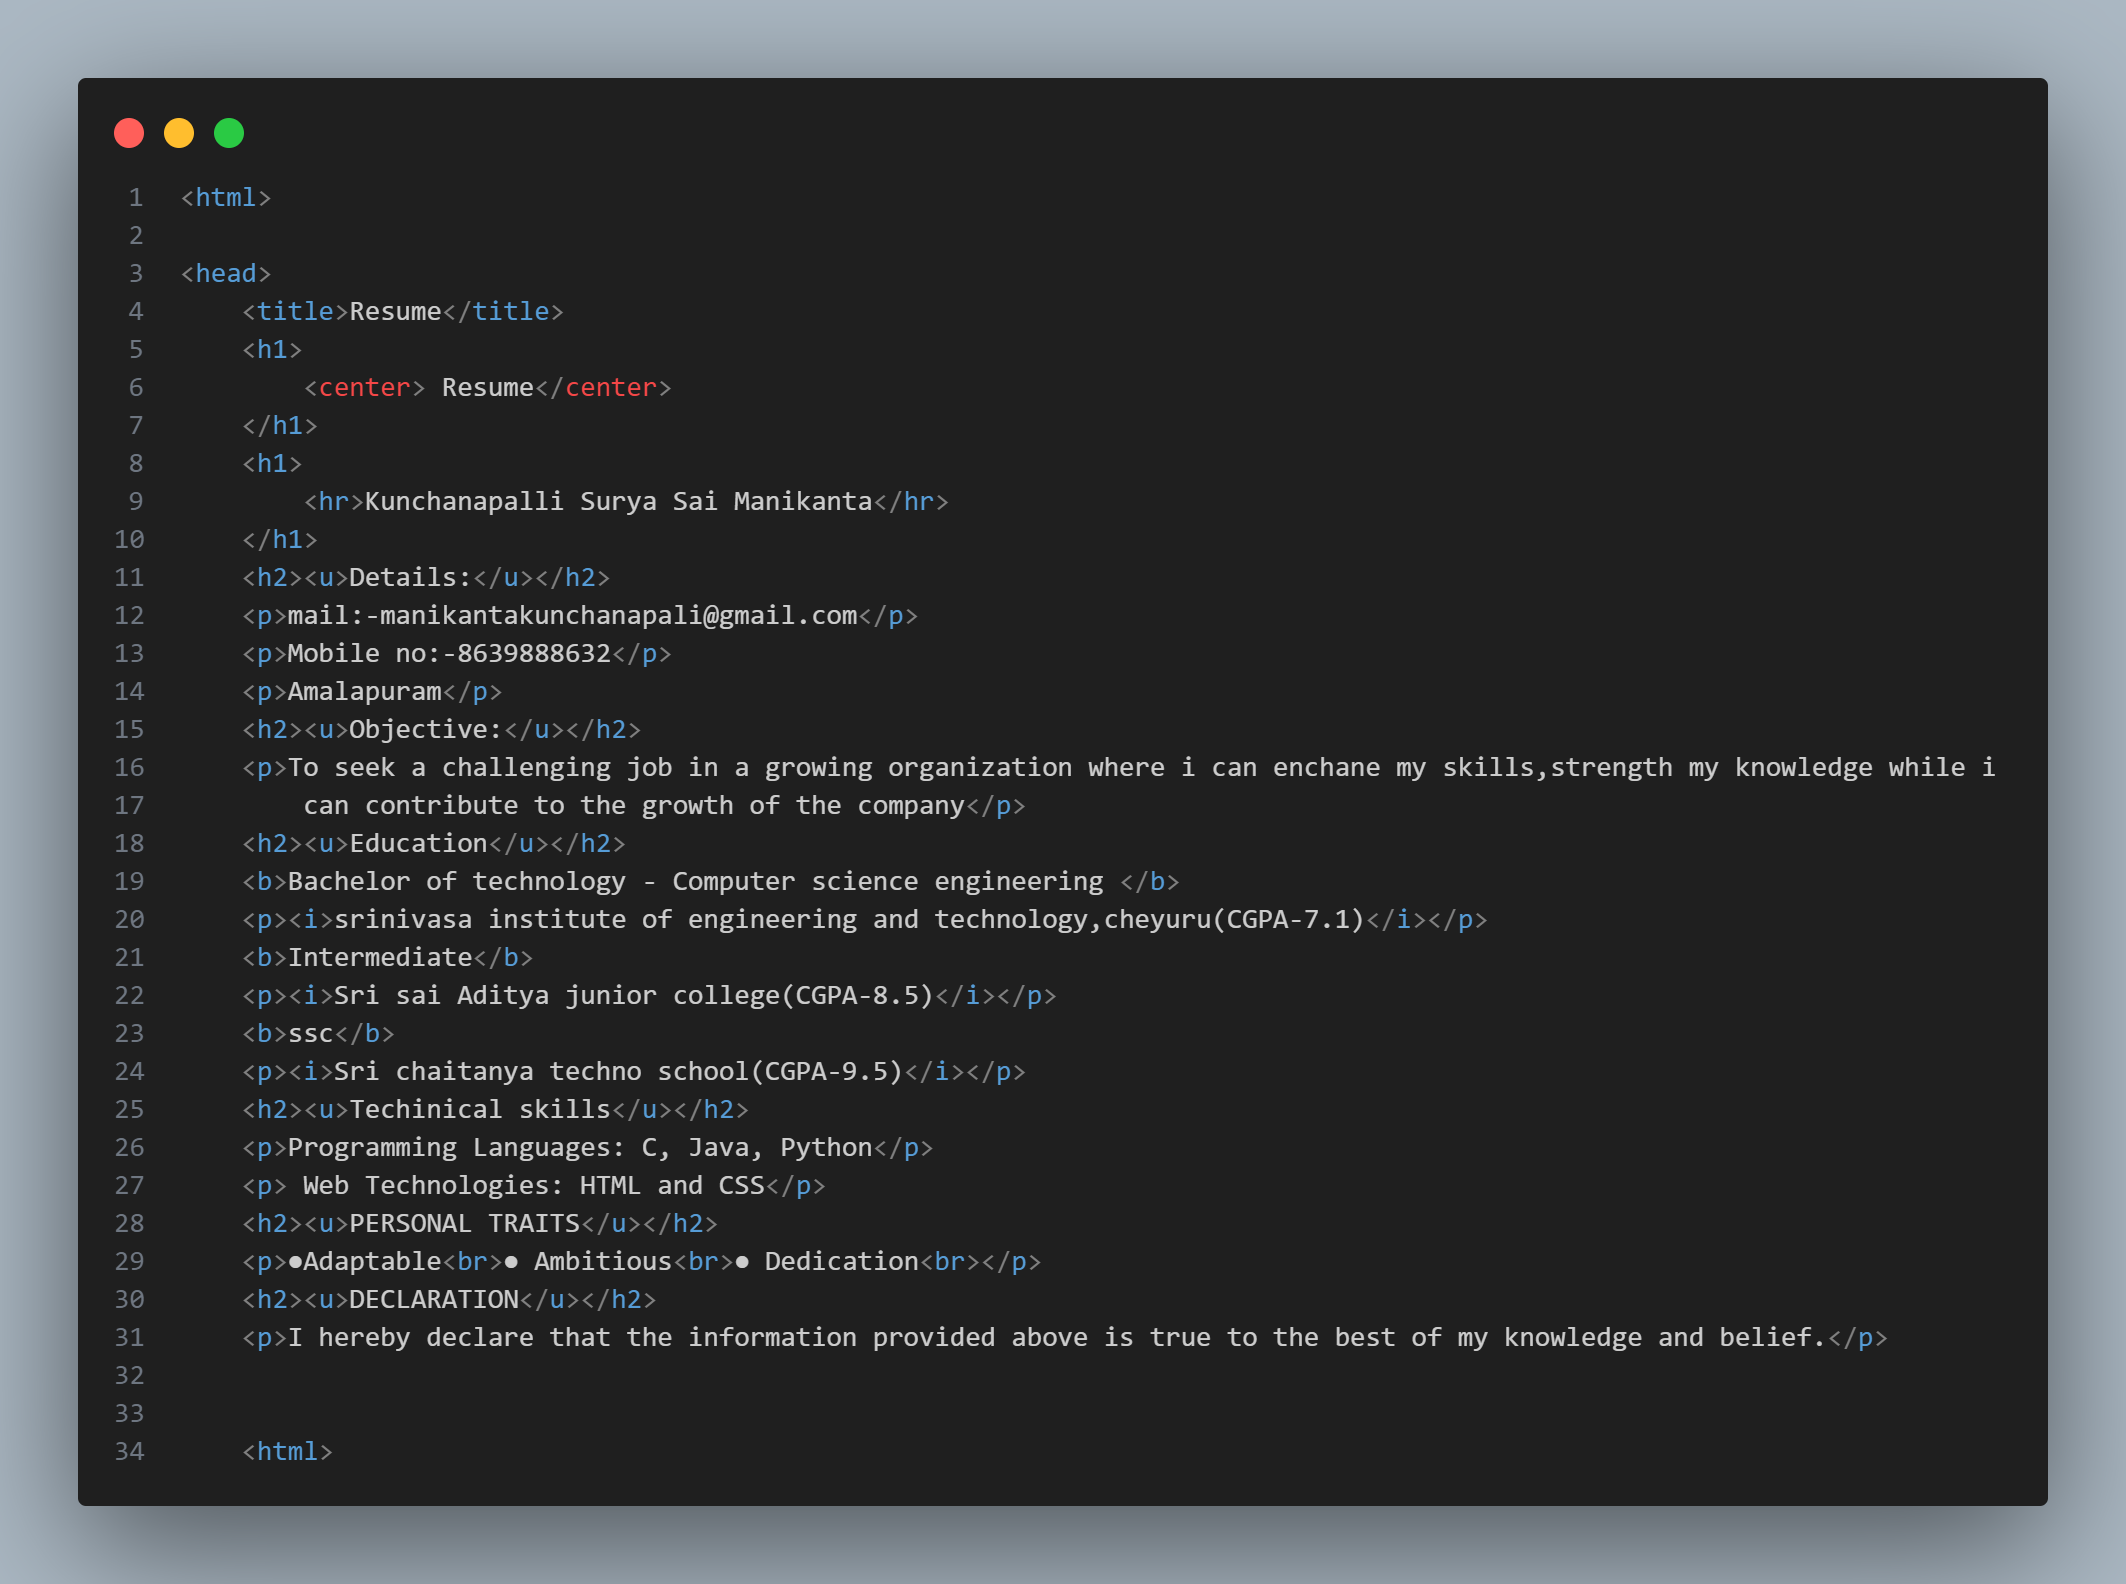 1 <html>
2
3 <head>
4     <title>Resume</title>
5     <h1>
6         <center> Resume</center>
7     </h1>
8     <h1>
9         <hr>Kunchanapalli Surya Sai Manikanta</hr>
10     </h1>
11     <h2><u>Details:</u></h2>
12     <p>mail:-manikantakunchanapali@gmail.com</p>
13     <p>Mobile no:-8639888632</p>
14     <p>Amalapuram</p>
15     <h2><u>Objective:</u></h2>
16     <p>To seek a challenging job in a growing organization where i can enchane my skills,strength my knowledge while i
17         can contribute to the growth of the company</p>
18     <h2><u>Education</u></h2>
19     <b>Bachelor of technology - Computer science engineering </b>
20     <p><i>srinivasa institute of engineering and technology,cheyuru(CGPA-7.1)</i></p>
21     <b>Intermediate</b>
22     <p><i>Sri sai Aditya junior college(CGPA-8.5)</i></p>
23     <b>ssc</b>
24     <p><i>Sri chaitanya techno school(CGPA-9.5)</i></p>
25     <h2><u>Techinical skills</u></h2>
26     <p>Programming Languages: C, Java, Python</p>
27     <p> Web Technologies: HTML and CSS</p>
28     <h2><u>PERSONAL TRAITS</u></h2>
29     <p>●Adaptable<br>● Ambitious<br>● Dedication<br></p>
30     <h2><u>DECLARATION</u></h2>
31     <p>I hereby declare that the information provided above is true to the best of my knowledge and belief.</p>
32
33
34     <html>